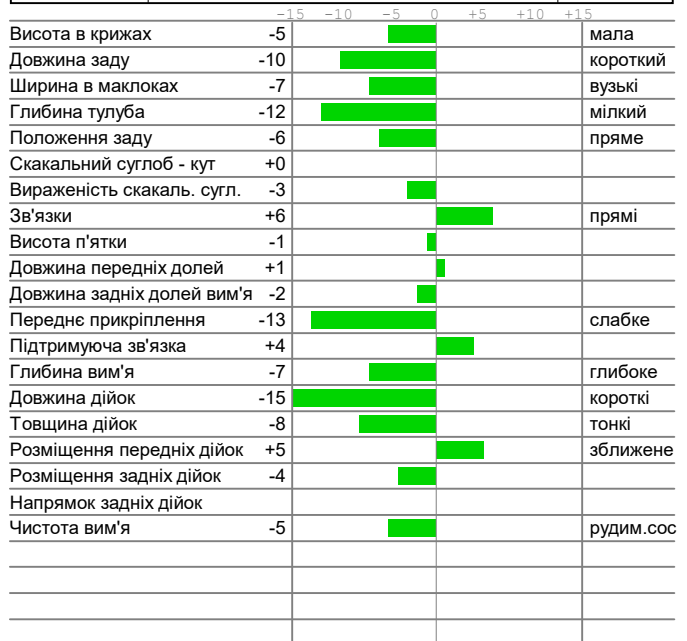 -15 -10 -5 0 +5 +10 +15
Висота в крижах -5 мала
Довжина заду -10 короткий
Ширина в маклоках -7 вузькі
Глибина тулуба -12 мілкий
Положення заду -6 пряме
Скакальний суглоб - кут +0
Вираженість скакаль. сугл. -3
Зв'язки +6 прямі
Висота п'ятки -1
Довжина передніх долей +1
Довжина задніх долей вим'я -2
Переднє прикріплення -13 слабке
Підтримуюча зв'язка +4
Глибина вим'я -7 глибоке
Довжина дійок -15 короткі
Товщина дійок -8 тонкі
Розміщення передніх дійок +5 зближене
Розміщення задніх дійок -4
Напрямок задніх дійок
Чистота вим'я -5 рудим.сос